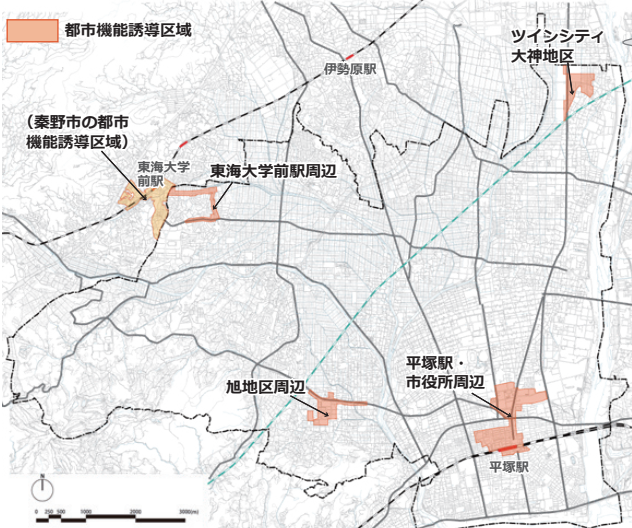 都市機能誘導区域
ツインシティ
大神地区
伊勢原駅
（秦野市の都市
機能誘導区域）
東海大学
前駅
東海大学前駅周辺
平塚駅・
市役所周辺
旭地区周辺
平塚駅
N
0 250 500 1000 2000 3000(m)